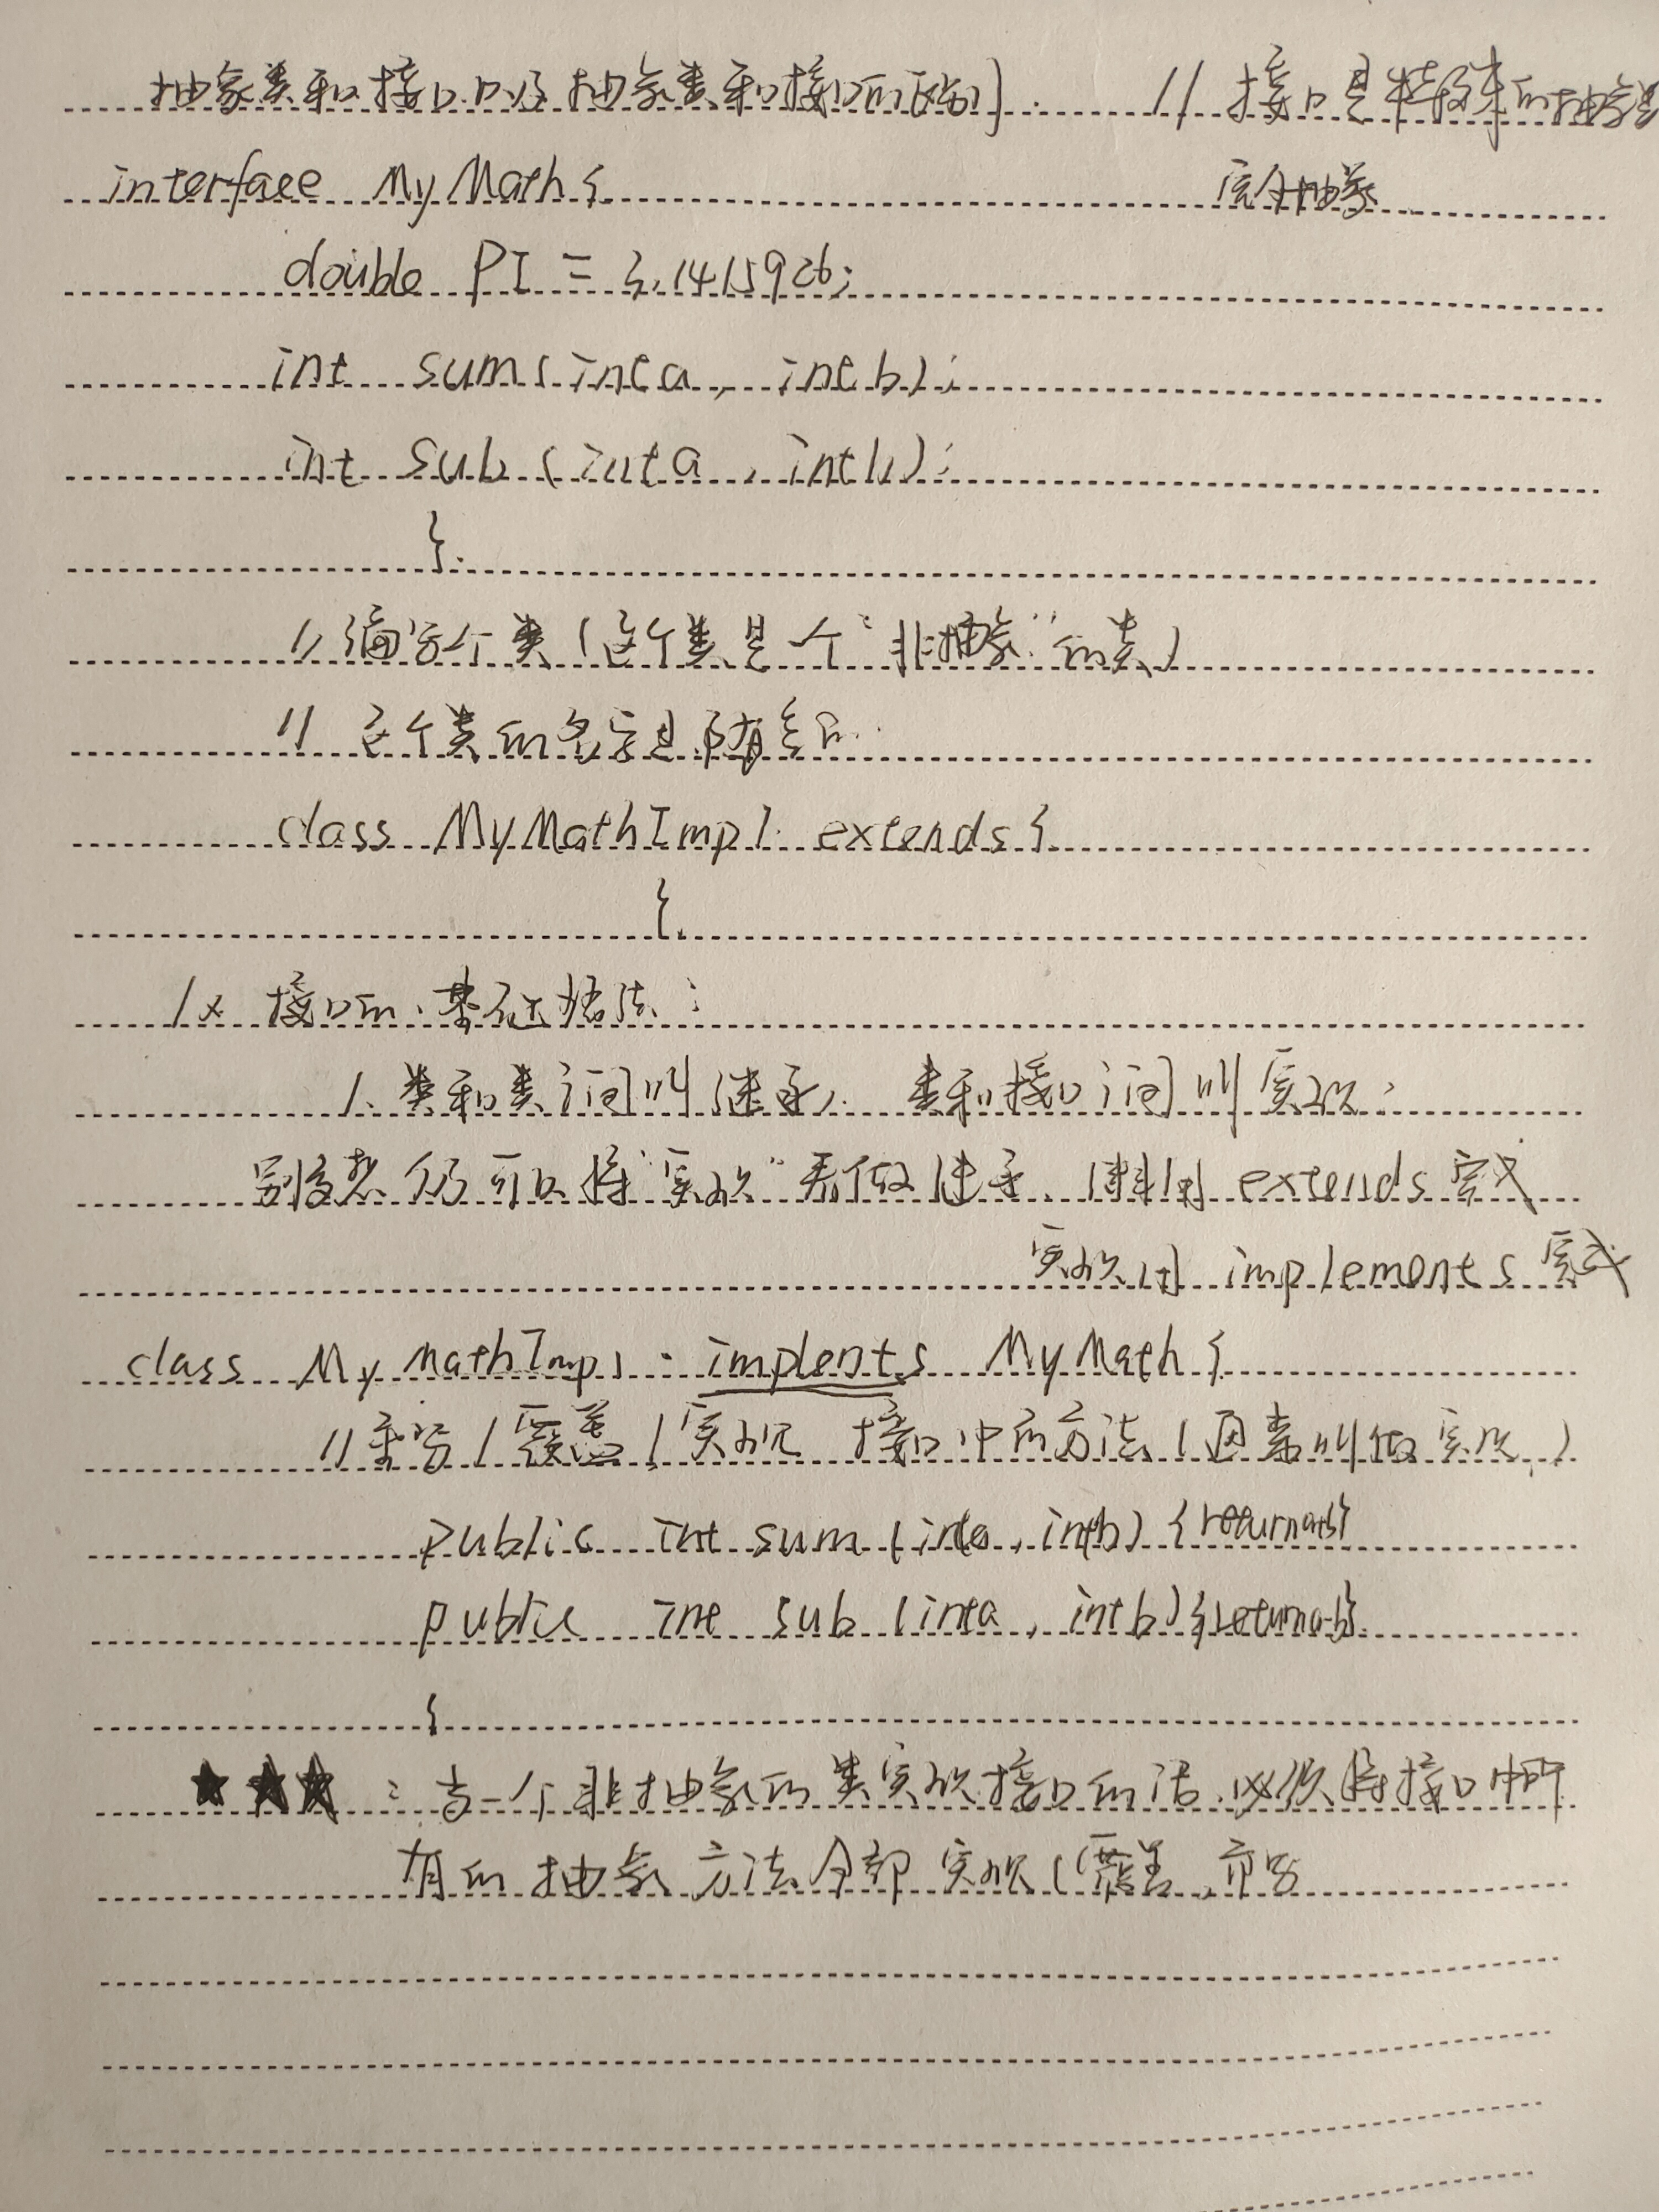 抽象类和接口以及抽象类和接口的区别. // 接口是特殊的抽象
interface MyMath { 完全抽象
double PI = 3.1415926;
int sum(int a, int b);
int sub(int a, int b);
}
// 编写个类(这个类是一个"非抽象"的类)
// 这个类的名字是随意的.
class MyMathImpl extends {
}
/* 接口的、基础语法:
1. 类和类之间叫继承, 类和接口之间叫实现:
别 仍可以将"实现"看做继承. 继承用 extends 完成
实现用 implements 完成
class MyMathImpl implents MyMath {
// 重写/覆盖/实现 接口中的方法(通常叫做实现.)
public int sum(int a, int b) {return a+b}
public int sub (int a, int b) {return a-b}
}
★★★: 当一个非抽象的类实现接口的话.必须将接口中所
有的抽象方法全部实现(覆盖、重写